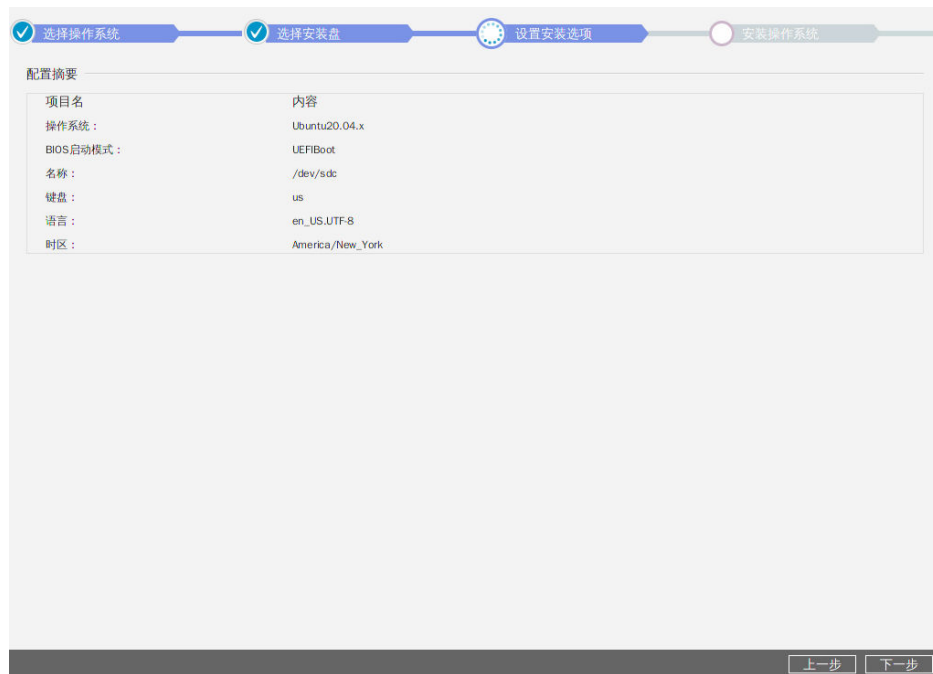 选择操作系统 选择安装盘 设置安装选项 安装操作系统
配置摘要
项目名 内容
操作系统： Ubuntu20.04.x
BIOS启动模式： UEFIBoot
名称： /dev/sdc
键盘： us
语言： en_US.UTF-8
时区： America/New_York
上一步 下一步